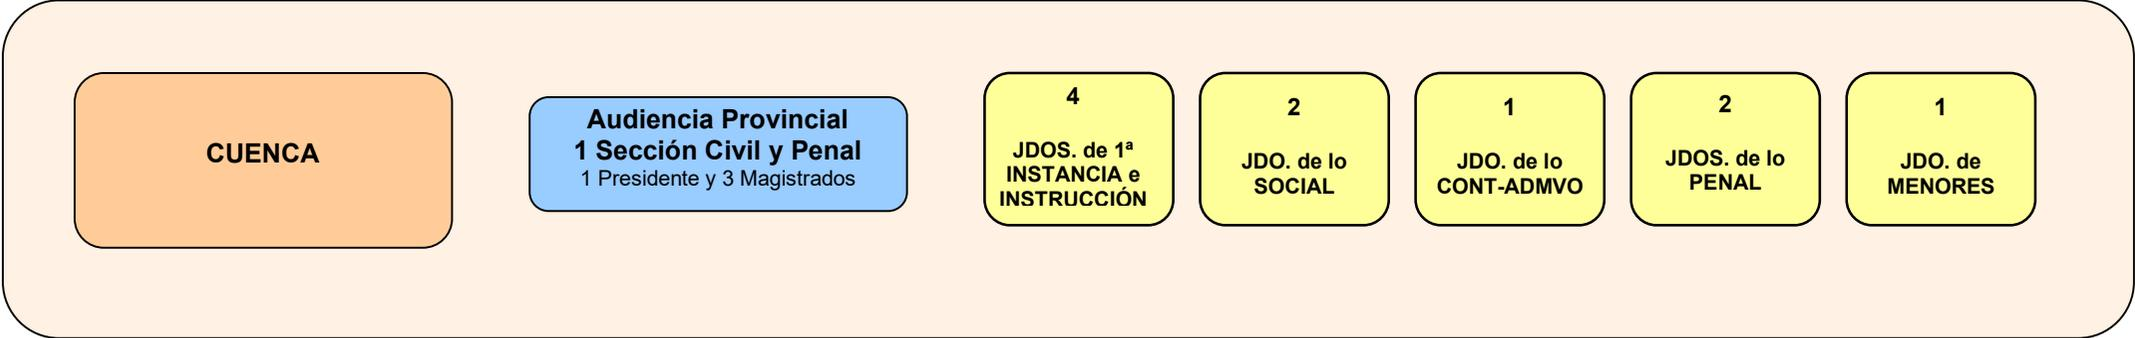 CUENCA
Audiencia Provincial
1 Sección Civil y Penal
1 Presidente y 3 Magistrados
4
JDOS. de 1ª
INSTANCIA e
INSTRUCCIÓN
2
JDO. de lo
SOCIAL
1
JDO. de lo
CONT-ADMVO
2
JDOS. de lo
PENAL
1
JDO. de
MENORES